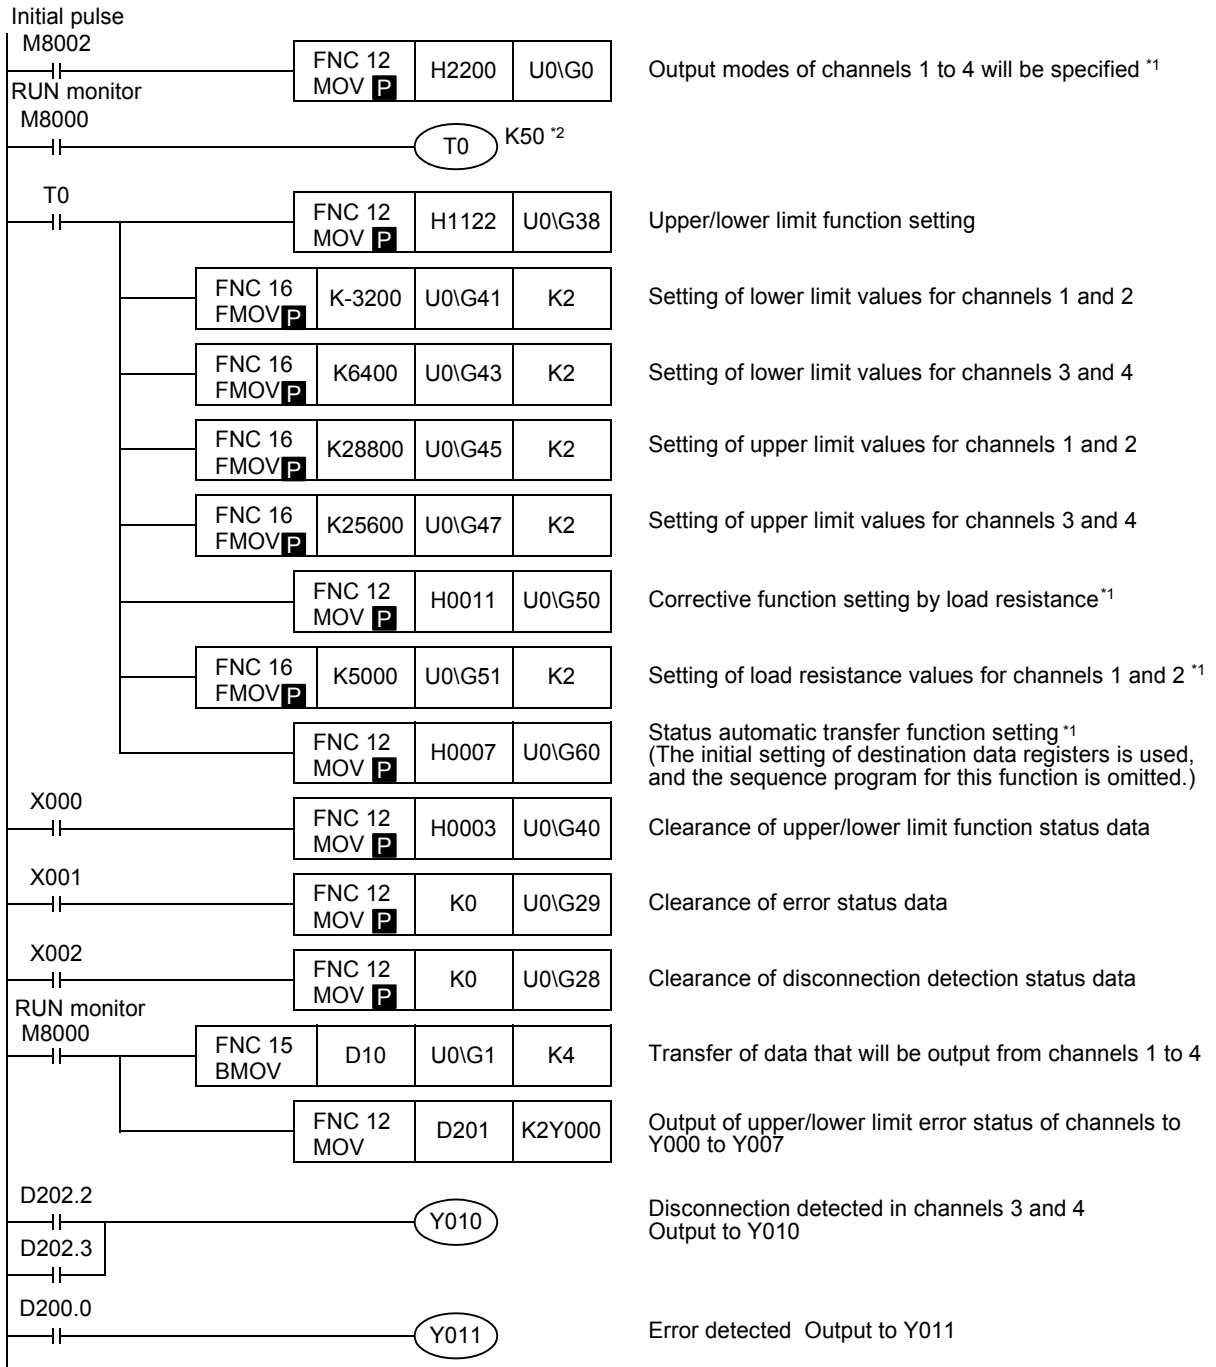 Initial pulse
M8002
FNC 12
MOV P
H2200
U0\G0
Output modes of channels 1 to 4 will be specified *1
RUN monitor
M8000
T0
K50 *2
T0
FNC 12
MOV P
H1122
U0\G38
Upper/lower limit function setting
FNC 16
FMOVP
K-3200
U0\G41
K2
Setting of lower limit values for channels 1 and 2
FNC 16
FMOVP
K6400
U0\G43
K2
Setting of lower limit values for channels 3 and 4
FNC 16
FMOVP
K28800
U0\G45
K2
Setting of upper limit values for channels 1 and 2
FNC 16
FMOVP
K25600
U0\G47
K2
Setting of upper limit values for channels 3 and 4
FNC 12
MOV P
H0011
U0\G50
Corrective function setting by load resistance*1
FNC 16
FMOVP
K5000
U0\G51
K2
Setting of load resistance values for channels 1 and 2 *1
FNC 12
MOV P
H0007
U0\G60
Status automatic transfer function setting *1
(The initial setting of destination data registers is used,
and the sequence program for this function is omitted.)
X000
FNC 12
MOV P
H0003
U0\G40
Clearance of upper/lower limit function status data
X001
FNC 12
MOV P
K0
U0\G29
Clearance of error status data
X002
FNC 12
MOV P
K0
U0\G28
Clearance of disconnection detection status data
RUN monitor
M8000
FNC 15
BMOV
D10
U0\G1
K4
Transfer of data that will be output from channels 1 to 4
FNC 12
MOV
D201
K2Y000
Output of upper/lower limit error status of channels to
Y000 to Y007
D202.2
Y010
Disconnection detected in channels 3 and 4
Output to Y010
D202.3
D200.0
Y011
Error detected  Output to Y011